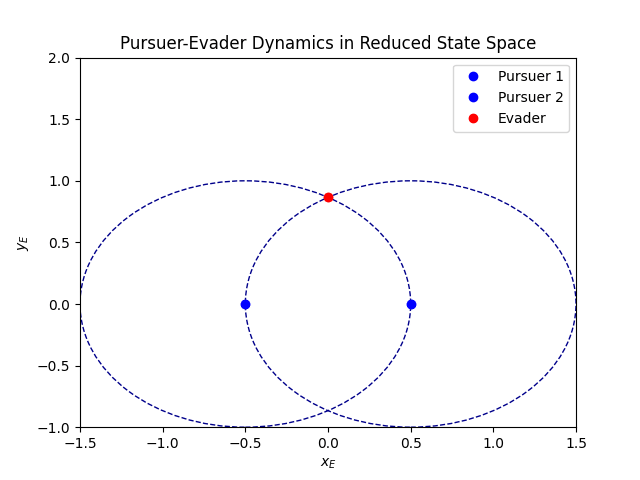 Pursuer-Evader Dynamics in Reduced State Space
2.0
1.5
1.0
0.5
0.0
−0.5
−1.0
y_E
Pursuer 1
Pursuer 2
Evader
−1.5
−1.0
−0.5
0.0
0.5
1.0
1.5
x_E